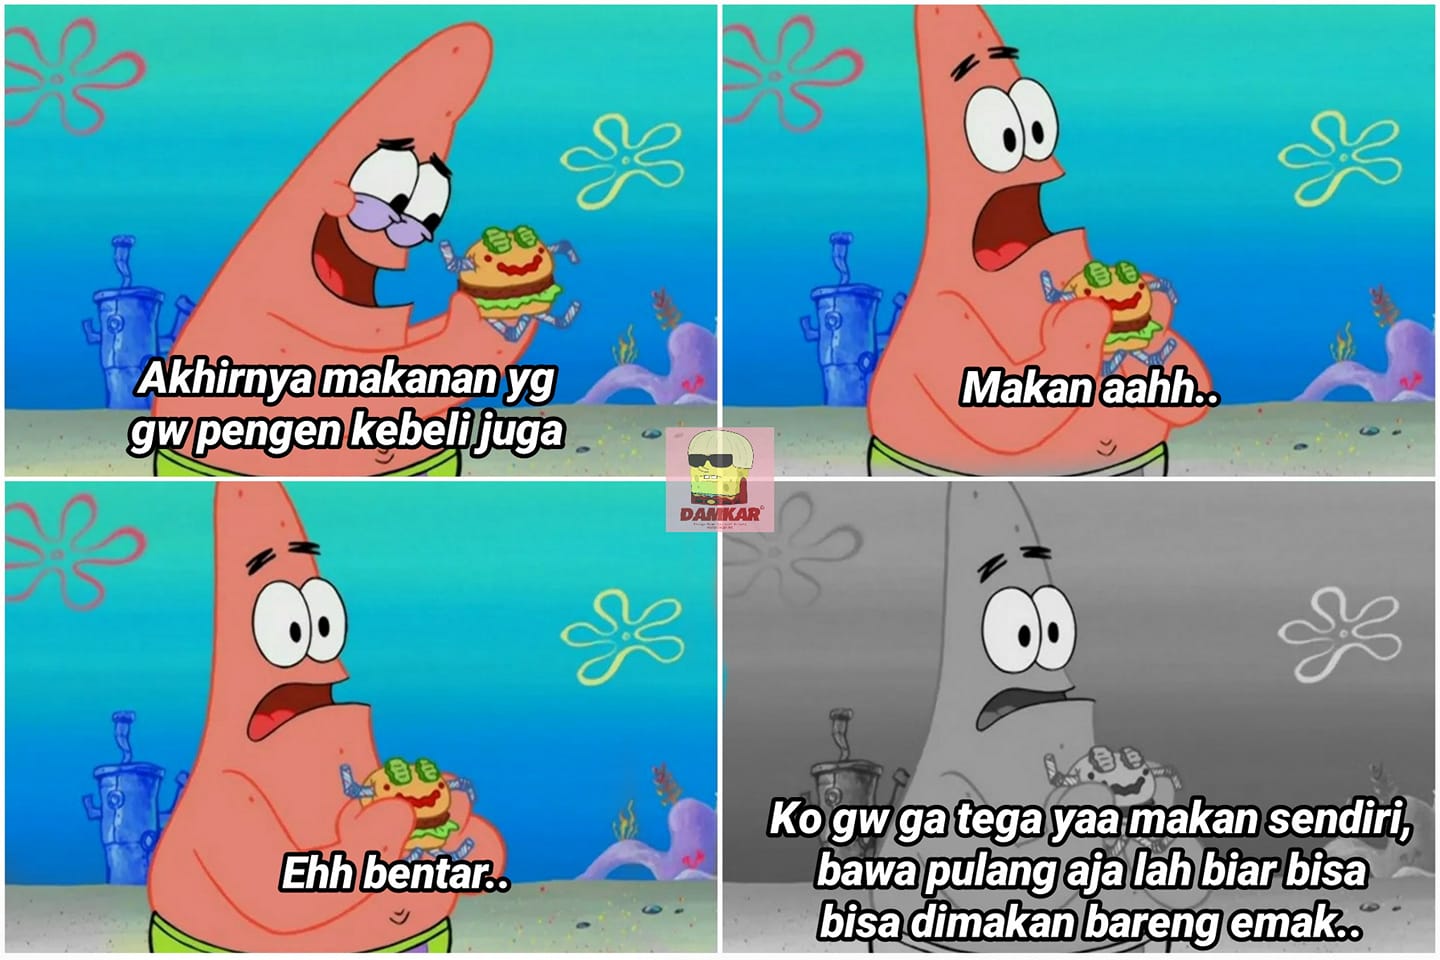 Akhirnya makanan yg
gw pengen kebeli juga
Makan aahh..
DAMKAR
Ehh bentar..
Ko gw ga tega yaa makan sendiri,
bawa pulang aja lah biar bisa
bisa dimakan bareng emak..